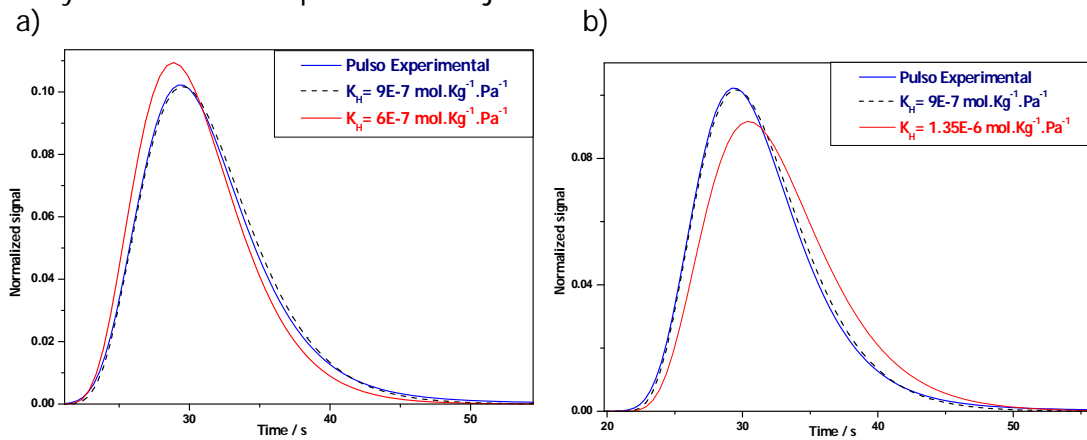 a)
Pulso Experimental
K_H= 9E-7 mol.Kg⁻¹.Pa⁻¹
K_H= 6E-7 mol.Kg⁻¹.Pa⁻¹
0.10
0.08
0.06
0.04
0.02
0.00
Normalized signal
30
40
50
Time / s
b)
Pulso Experimental
K_H= 9E-7 mol.Kg⁻¹.Pa⁻¹
K_H= 1.35E-6 mol.Kg⁻¹.Pa⁻¹
0.08
0.04
0.00
Normalized signal
20
30
40
50
Time / s